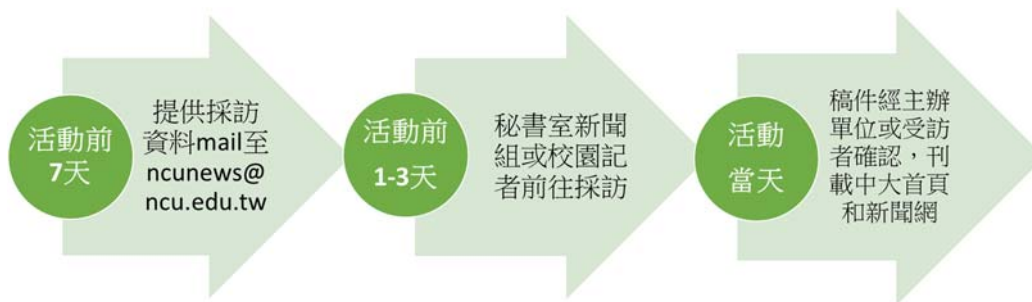 活動前
7天
提供採訪
資料mail至
ncunews@
ncu.edu.tw
活動前
1-3天
秘書室新聞
組或校園記
者前往採訪
活動
當天
稿件經主辦
單位或受訪
者確認，刊
載中大首頁
和新聞網